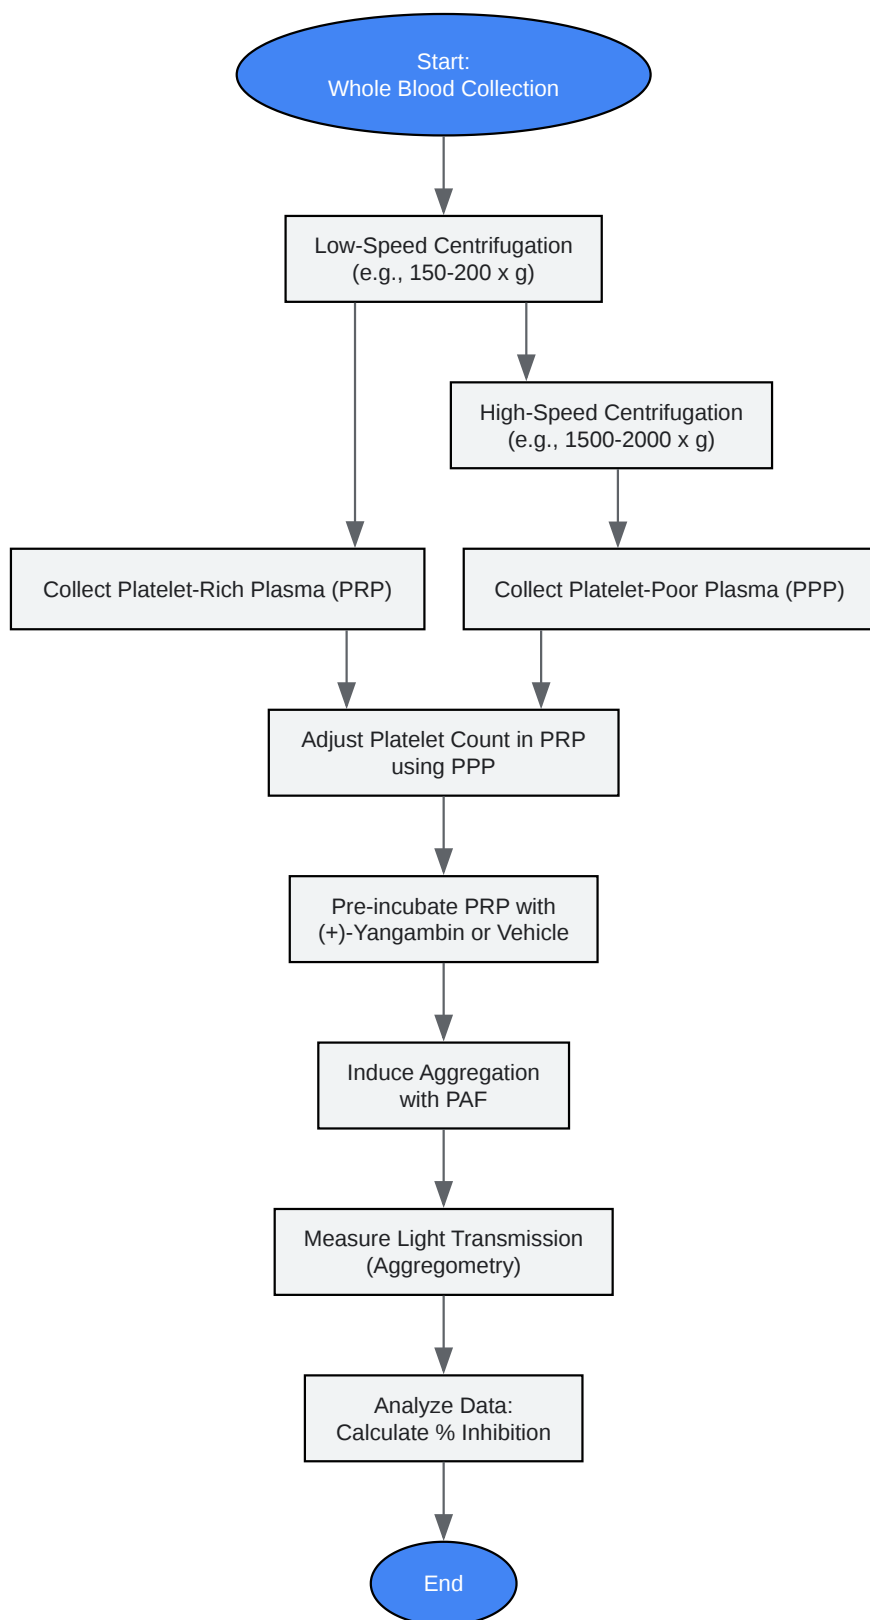 Start:
Whole Blood Collection
Low-Speed Centrifugation
(e.g., 150-200 x g)
High-Speed Centrifugation
(e.g., 1500-2000 x g)
Collect Platelet-Rich Plasma (PRP)
Collect Platelet-Poor Plasma (PPP)
Adjust Platelet Count in PRP
using PPP
Pre-incubate PRP with
(+)-Yangambin or Vehicle
Induce Aggregation
with PAF
Measure Light Transmission
(Aggregometry)
Analyze Data:
Calculate % Inhibition
End